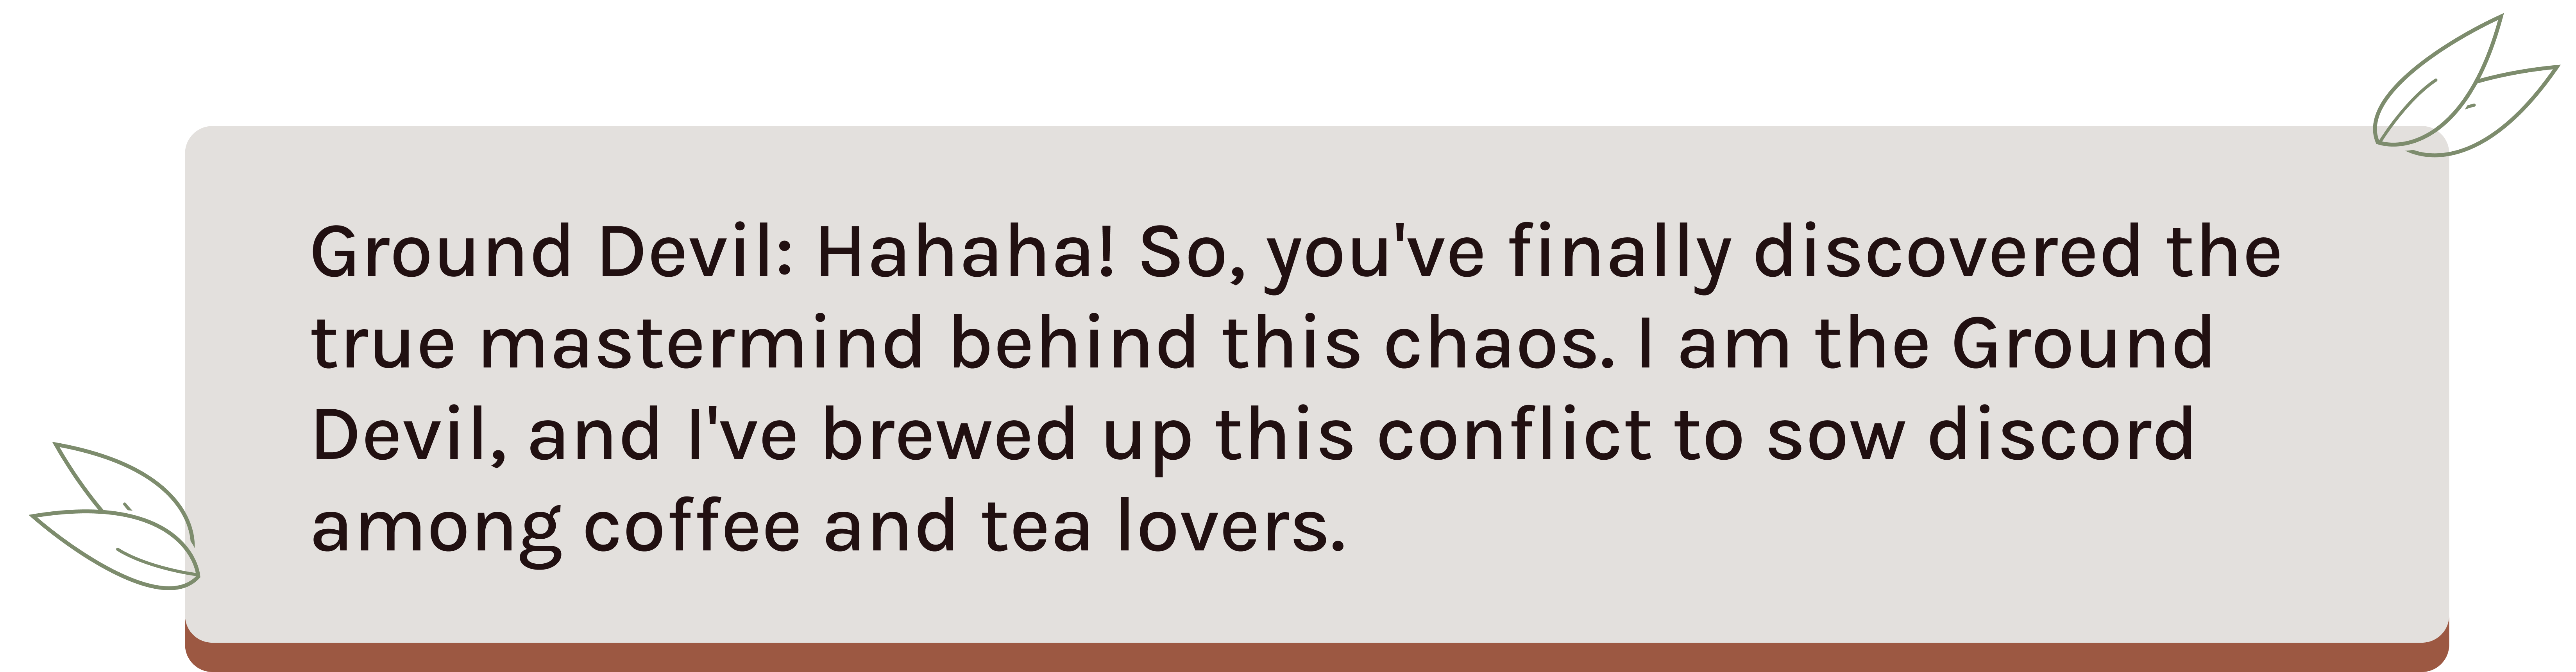 Ground Devil: Hahaha! So, you've finally discovered the
true mastermind behind this chaos. I am the Ground
Devil, and I've brewed up this conflict to sow discord
among coffee and tea lovers.